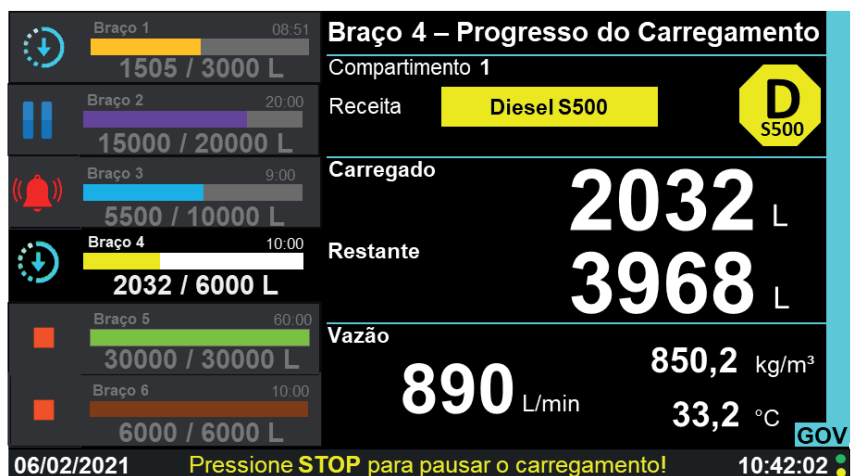 Braço 1 08:51
1505 / 3000 L
Braço 2 20:00
15000 / 20000 L
Braço 3 9:00
5500 / 10000 L
Braço 4 10:00
2032 / 6000 L
Braço 5 60:00
30000 / 30000 L
Braço 6 10:00
6000 / 6000 L
Braço 4 – Progresso do Carregamento
Compartimento 1
Receita Diesel S500
D
S500
Carregado
2032 L
Restante
3968 L
Vazão
890 L/min
850,2 kg/m³
33,2 °C
GOV
06/02/2021 Pressione STOP para pausar o carregamento! 10:42:02